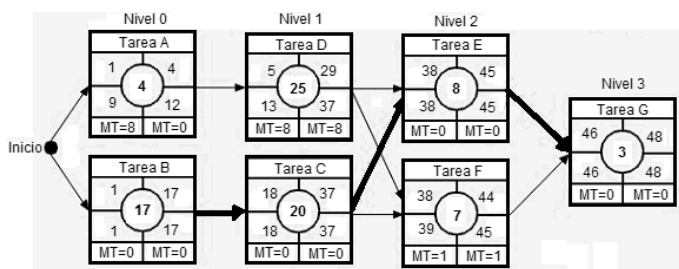 Nivel 0
Nivel 1
Nivel 2
Nivel 3
Inicio
Tarea A
1 4
4
9 12
MT=8 MT=0
Tarea D
5 29
25
13 37
MT=8 MT=8
Tarea E
38 45
8
38 45
MT=0 MT=0
Tarea G
46 48
3
46 48
MT=0 MT=0
Tarea B
1 17
17
1 17
MT=0 MT=0
Tarea C
18 37
20
18 37
MT=0 MT=0
Tarea F
38 44
7
39 45
MT=1 MT=1